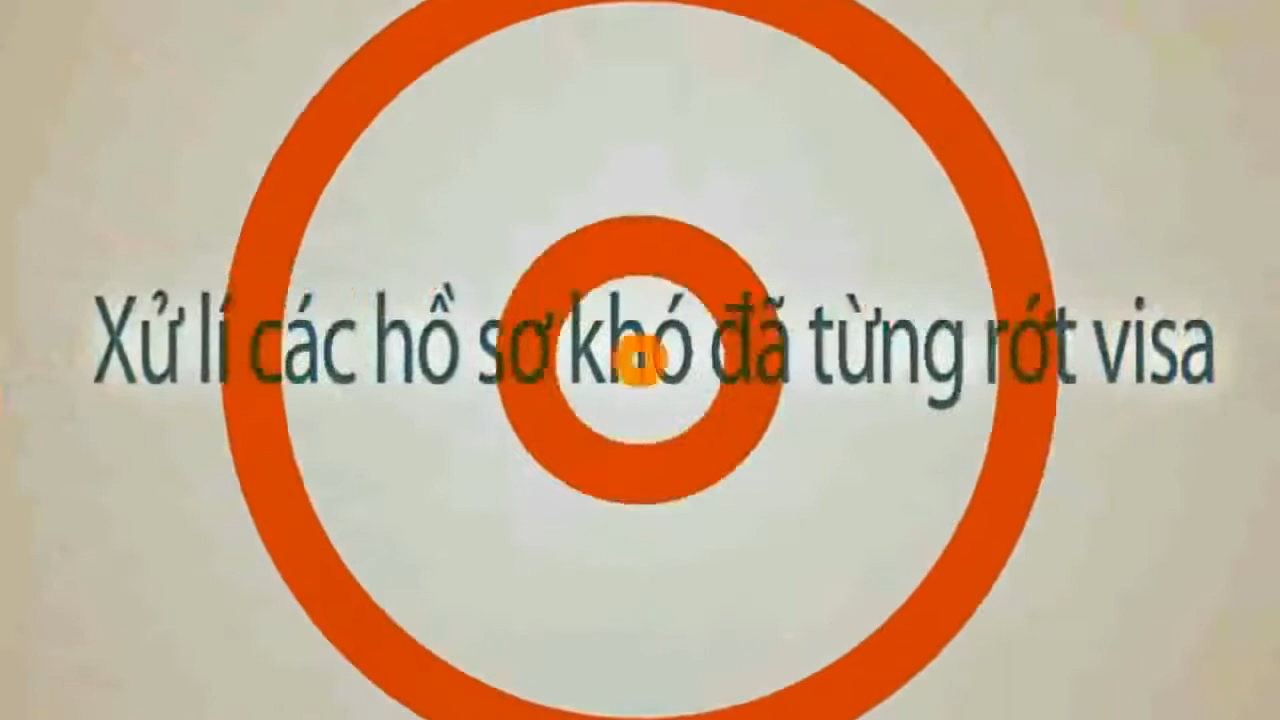 Xử lí các hồ sơ khó đã từng rớt visa